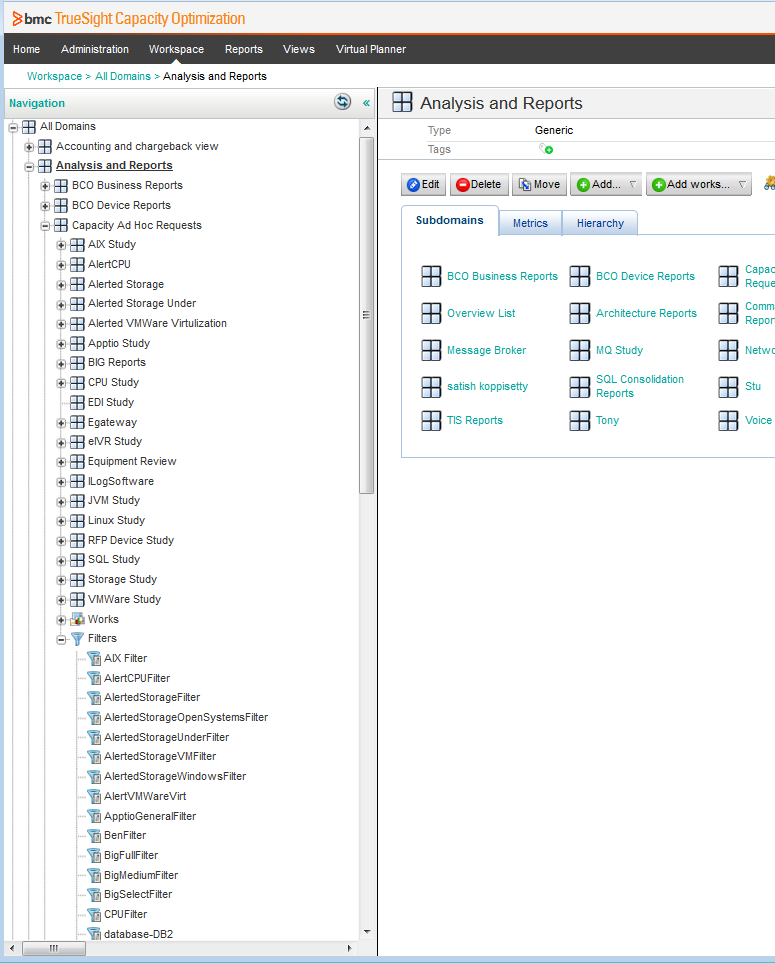 bmc TrueSight Capacity Optimization
Home Administration Workspace Reports Views Virtual Planner
Workspace > All Domains > Analysis and Reports
Navigation «
All Domains
Accounting and chargeback view
Analysis and Reports
BCO Business Reports
BCO Device Reports
Capacity Ad Hoc Requests
AIX Study
AlertCPU
Alerted Storage
Alerted Storage Under
Alerted VMWare Virtulization
Apptio Study
BIG Reports
CPU Study
EDI Study
Egateway
eIVR Study
Equipment Review
ILogSoftware
JVM Study
Linux Study
RFP Device Study
SQL Study
Storage Study
VMWare Study
Works
Filters
AIX Filter
AlertCPUFilter
AlertedStorageFilter
AlertedStorageOpenSystemsFilter
AlertedStorageUnderFilter
AlertedStorageVMFilter
AlertedStorageWindowsFilter
AlertVMWareVirt
ApptioGeneralFilter
BenFilter
BigFullFilter
BigMediumFilter
BigSelectFilter
CPUFilter
database-DB2
Analysis and Reports
Type Generic
Tags
Edit Delete Move Add... Add works...
Subdomains Metrics Hierarchy
BCO Business Reports BCO Device Reports Capac
Reque
Overview List Architecture Reports Comm
Repor
Message Broker MQ Study Netwo
satish koppisetty SQL Consolidation Reports Stu
TIS Reports Tony Voice